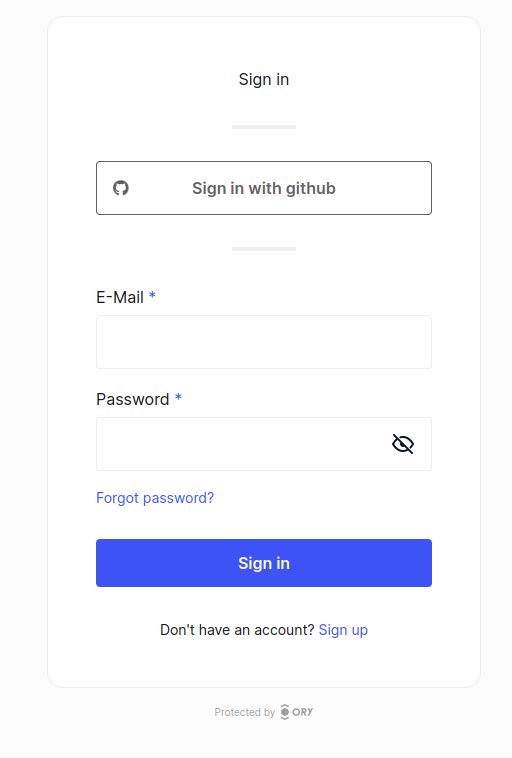 Sign in
Sign in with github
E-Mail *
Password *
Forgot password?
Sign in
Don't have an account? Sign up
Protected by ORY